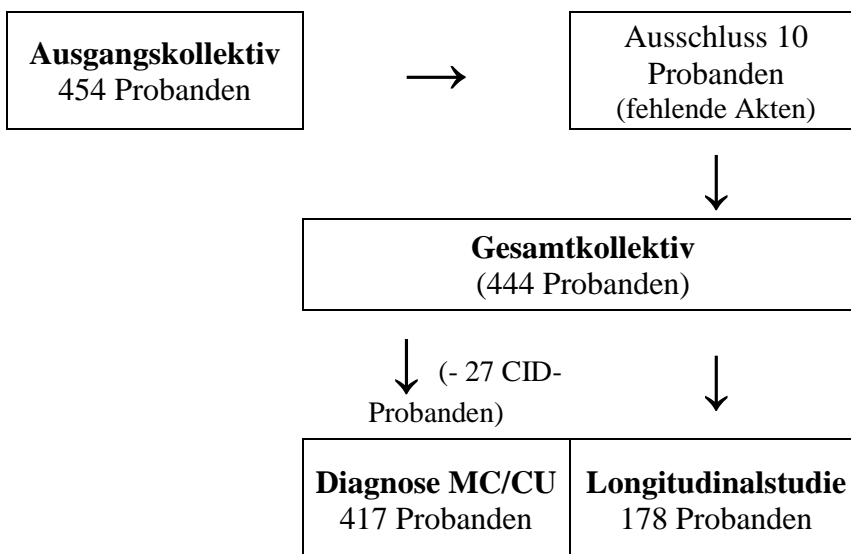 Ausgangskollektiv
454 Probanden
→
Ausschluss 10
Probanden
(fehlende Akten)
↓
Gesamtkollektiv
(444 Probanden)
↓ (- 27 CID-
Probanden)
↓
Diagnose MC/CU
417 Probanden
Longitudinalstudie
178 Probanden